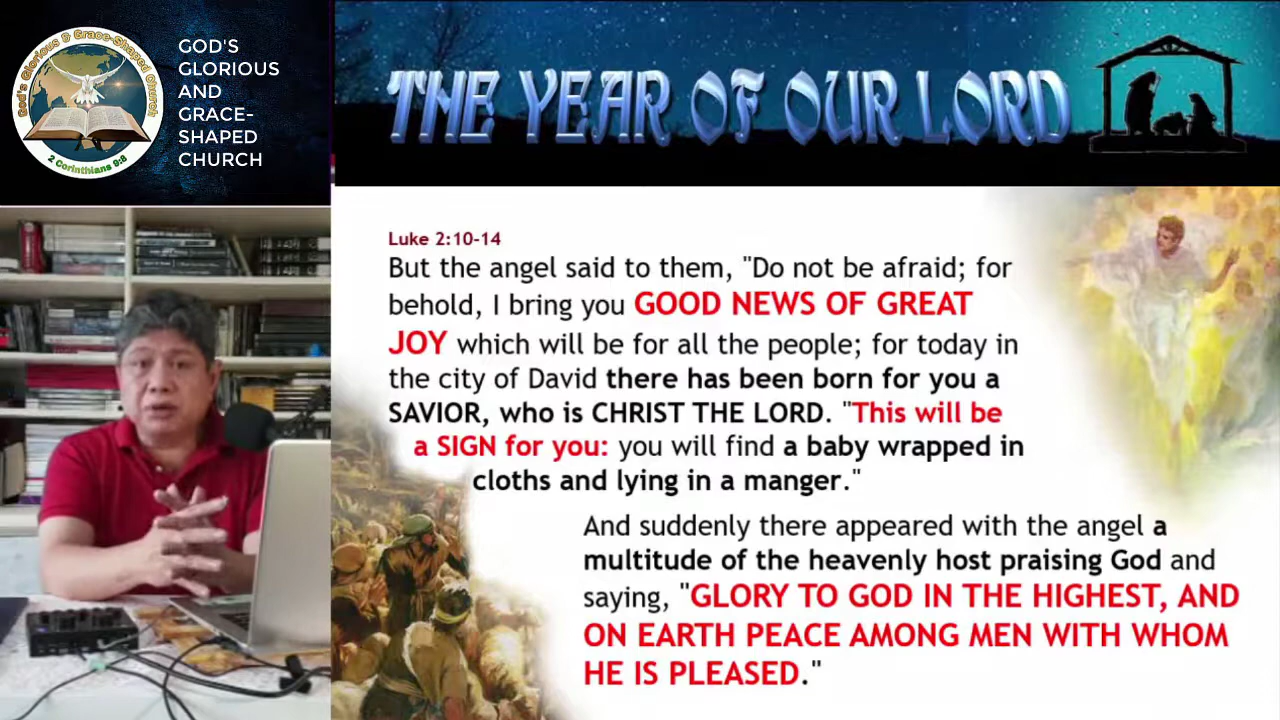 God's Glorious & Grace-Shaped Church
2 Corinthians 9:8
GOD'S
GLORIOUS
AND
GRACE-
SHAPED
CHURCH
THE YEAR OF OUR LORD
Luke 2:10-14
But the angel said to them, "Do not be afraid; for
behold, I bring you GOOD NEWS OF GREAT
JOY which will be for all the people; for today in
the city of David there has been born for you a
SAVIOR, who is CHRIST THE LORD. "This will be
a SIGN for you: you will find a baby wrapped in
cloths and lying in a manger."
And suddenly there appeared with the angel a
multitude of the heavenly host praising God and
saying, "GLORY TO GOD IN THE HIGHEST, AND
ON EARTH PEACE AMONG MEN WITH WHOM
HE IS PLEASED."